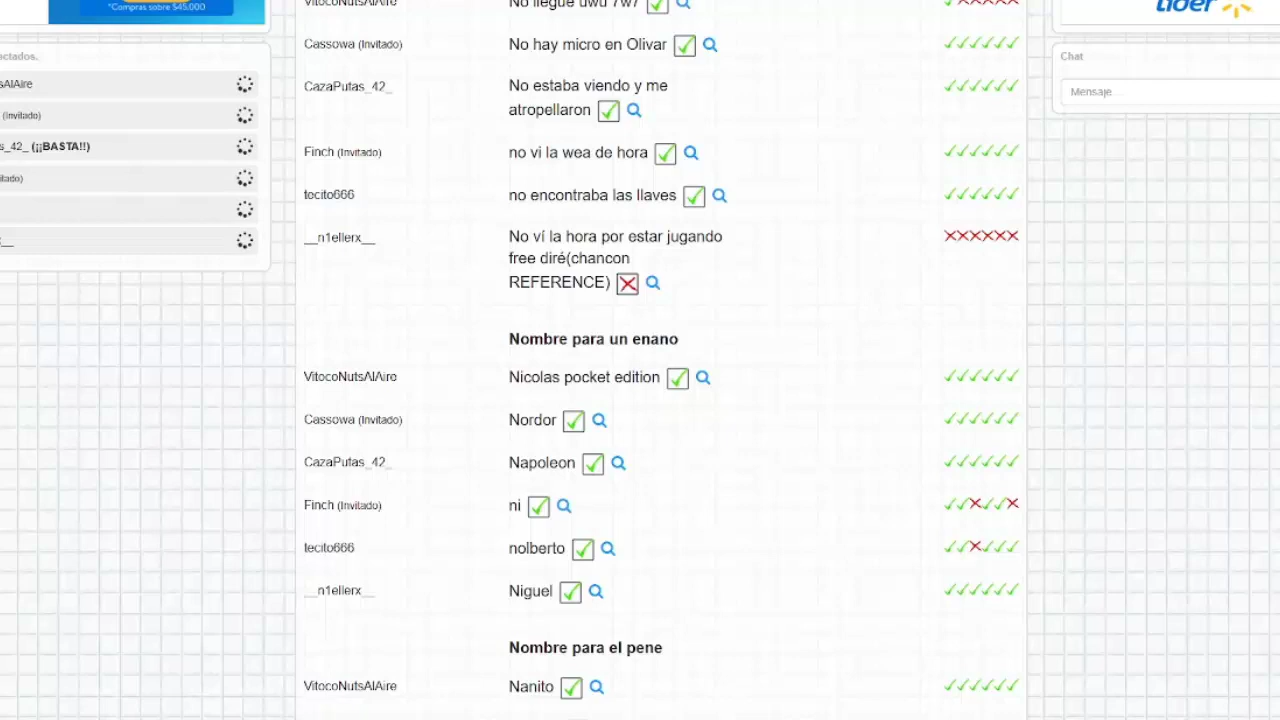 *Compras sobre $45.000
lider
VitocoNutsAlAire
No llegue uwu 7w7
ctados.
Chat
Cassowa (Invitado)
No hay micro en Olivar
sAlAire
CazaPutas_42_
No estaba viendo y me
atropellaron
Mensaje...
(Invitado)
s_42_ (¡¡BASTA!!)
Finch (Invitado)
no vi la wea de hora
itado)
tecito666
no encontraba las llaves
__n1ellerx__
No ví la hora por estar jugando
free diré(chancon
REFERENCE)
Nombre para un enano
VitocoNutsAlAire
Nicolas pocket edition
Cassowa (Invitado)
Nordor
CazaPutas_42_
Napoleon
Finch (Invitado)
ni
tecito666
nolberto
__n1ellerx__
Niguel
Nombre para el pene
VitocoNutsAlAire
Nanito